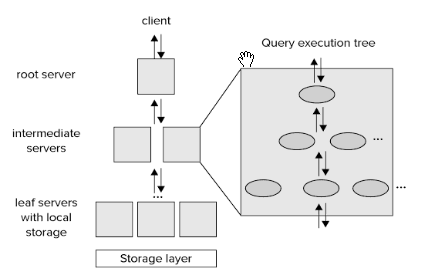 client
Query execution tree
root server
intermediate
servers
...
...
leaf servers
with local
storage
...
...
Storage layer